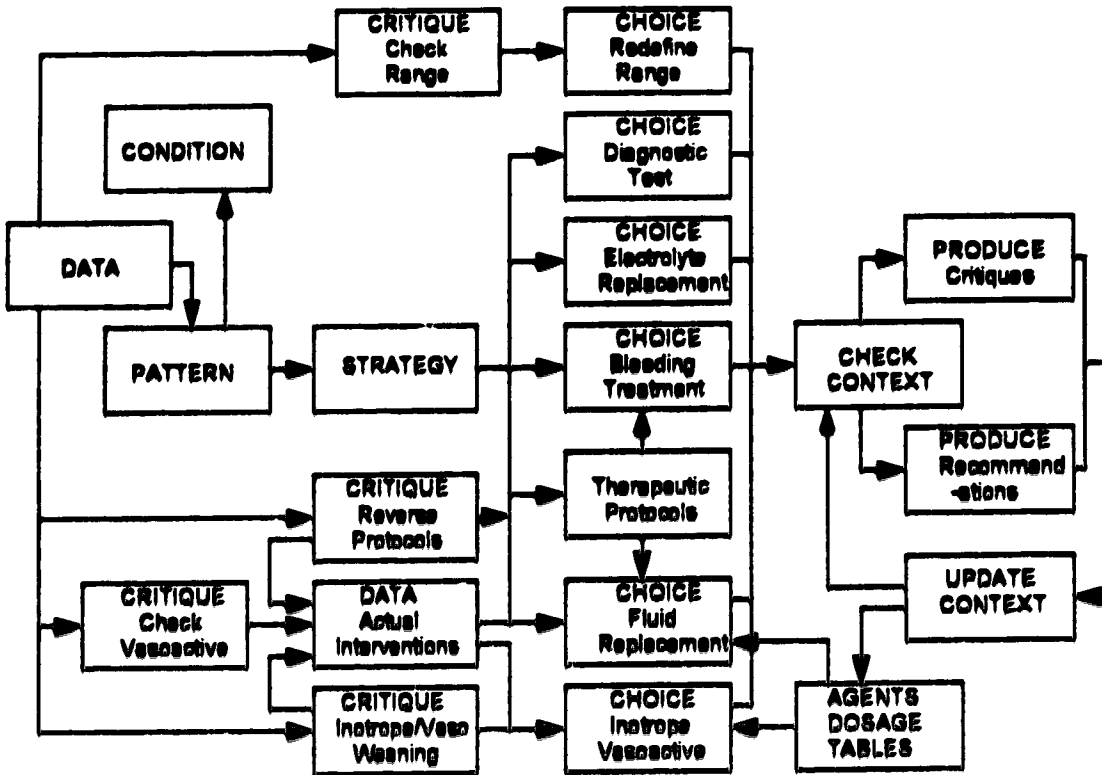 CRITIQUE
Check
Range
CHOICE
Redefine
Range
CONDITION
CHOICE
Diagnostic
Test
DATA
CHOICE
Electrolyte
Replacement
PRODUCE
Critiques
PATTERN
STRATEGY
CHOICE
Bleeding
Treatment
CHECK
CONTEXT
CRITIQUE
Reverse
Protocols
Therapeutic
Protocols
PRODUCE
Recommend
-ations
CRITIQUE
Check
Vasoactive
DATA
Actual
Interventions
CHOICE
Fluid
Replacement
UPDATE
CONTEXT
CRITIQUE
Inotrope/Vaso
Weaning
CHOICE
Inotrope
Vasoactive
AGENTS
DOSAGE
TABLES